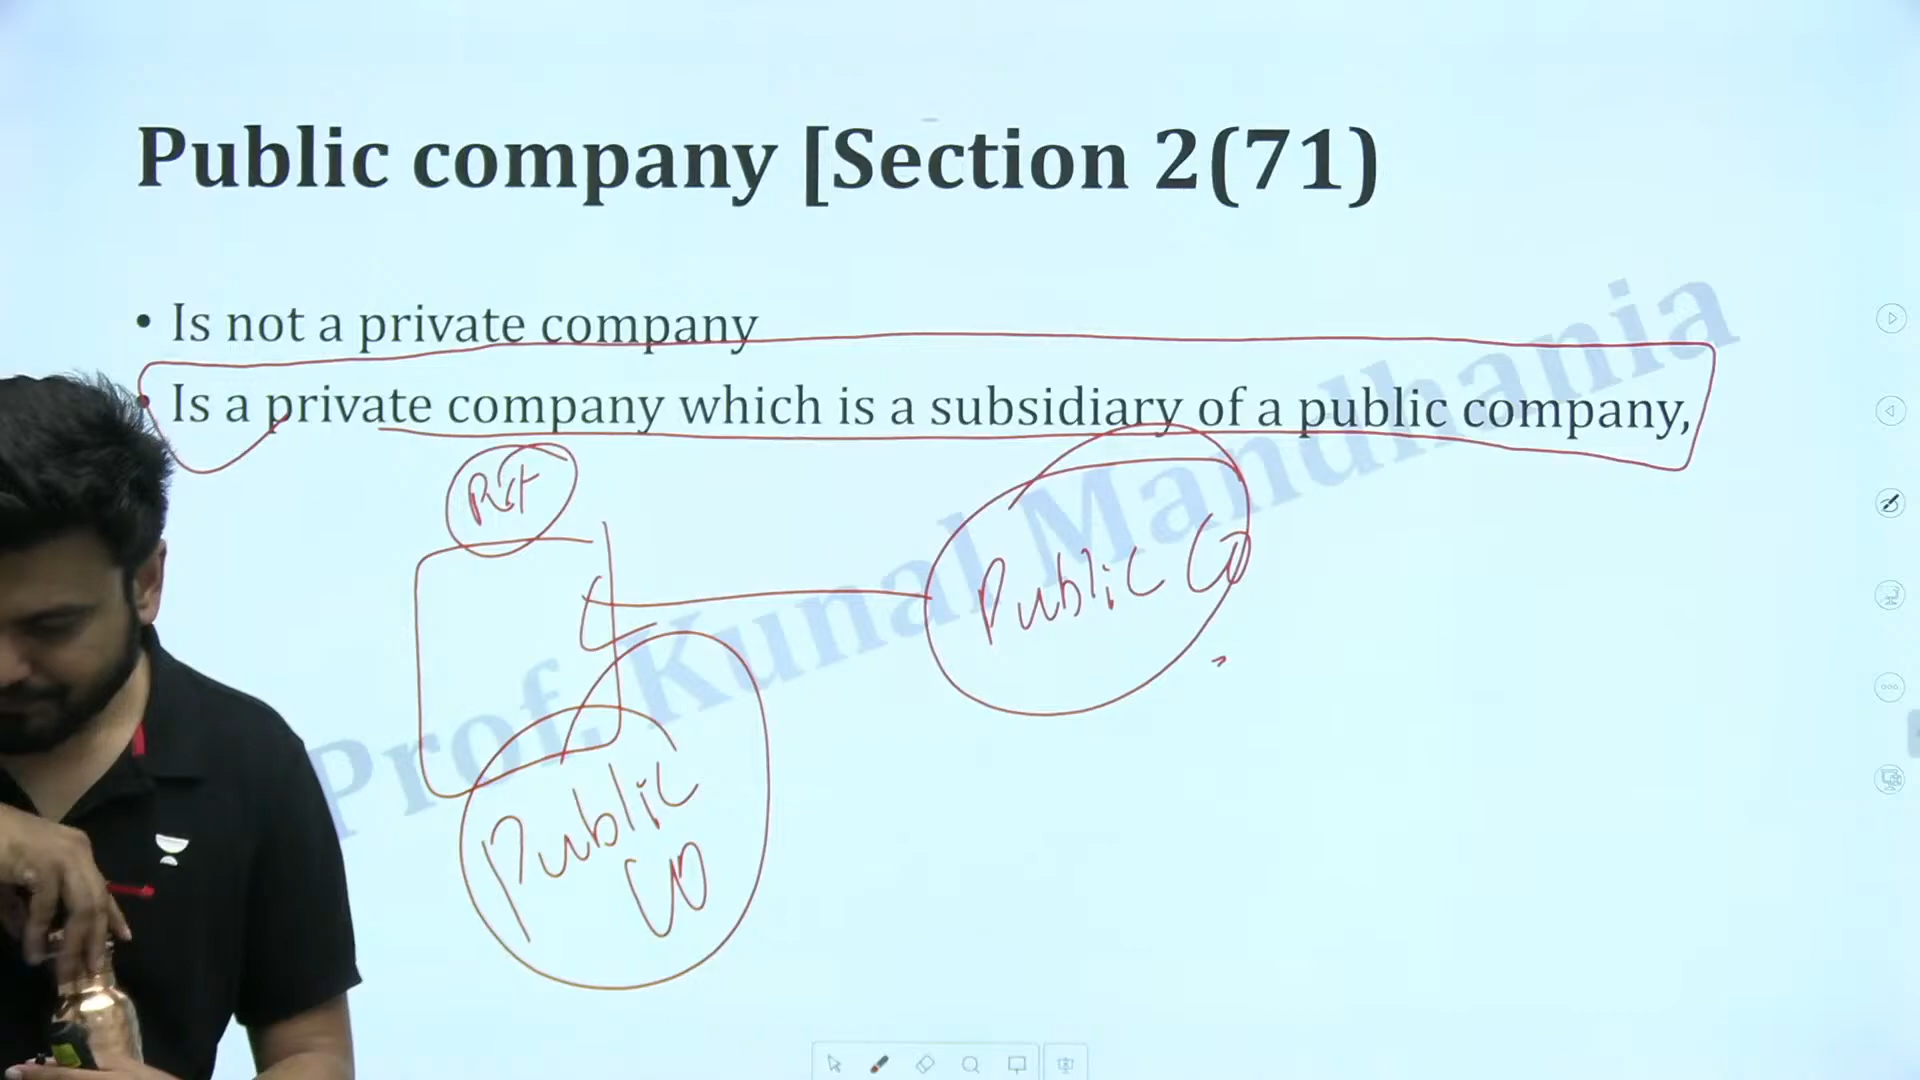 Public company [Section 2(71)
• Is not a private company
• Is a private company which is a subsidiary of a public company,
Public Co
Public
CO
Prof. Kunal Mandhania